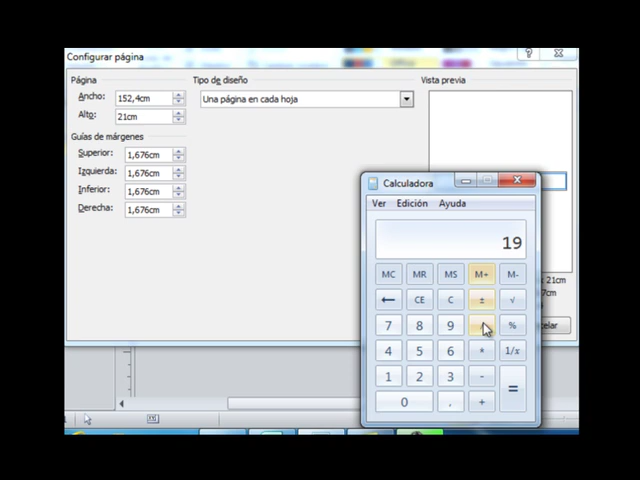 Configurar página
?
Página
Tipo de diseño
Vista previa
Ancho:
152,4cm
Una página en cada hoja
Alto:
21cm
Guías de márgenes
Superior:
1,676cm
Izquierda:
1,676cm
Inferior:
1,676cm
Derecha:
1,676cm
Calculadora
Ver Edición Ayuda
19
MC MR MS M+ M-
← CE C ± √
7 8 9 / %
4 5 6 * 1/x
1 2 3 - =
0 , +
21cm
7cm
elar